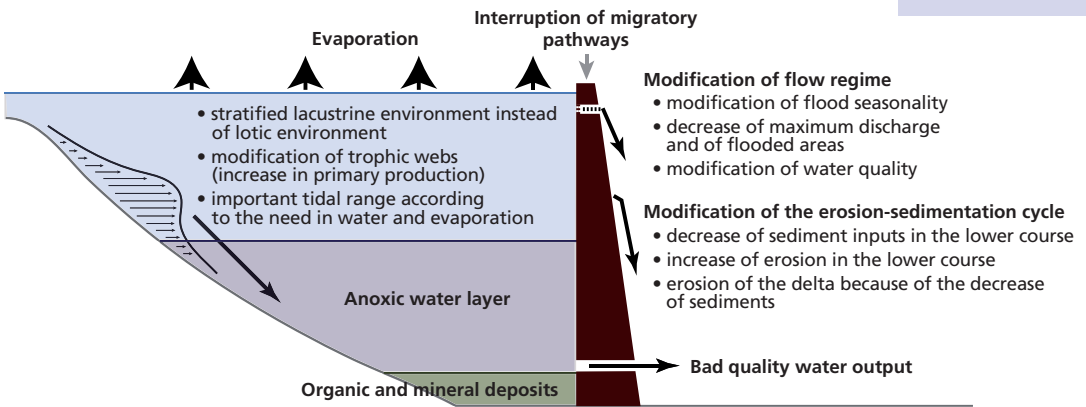 Interruption of migratory
pathways
Evaporation
• stratified lacustrine environment instead
of lotic environment
• modification of trophic webs
(increase in primary production)
• important tidal range according
to the need in water and evaporation
Anoxic water layer
Organic and mineral deposits
Modification of flow regime
• modification of flood seasonality
• decrease of maximum discharge
and of flooded areas
• modification of water quality
Modification of the erosion-sedimentation cycle
• decrease of sediment inputs in the lower course
• increase of erosion in the lower course
• erosion of the delta because of the decrease
of sediments
Bad quality water output